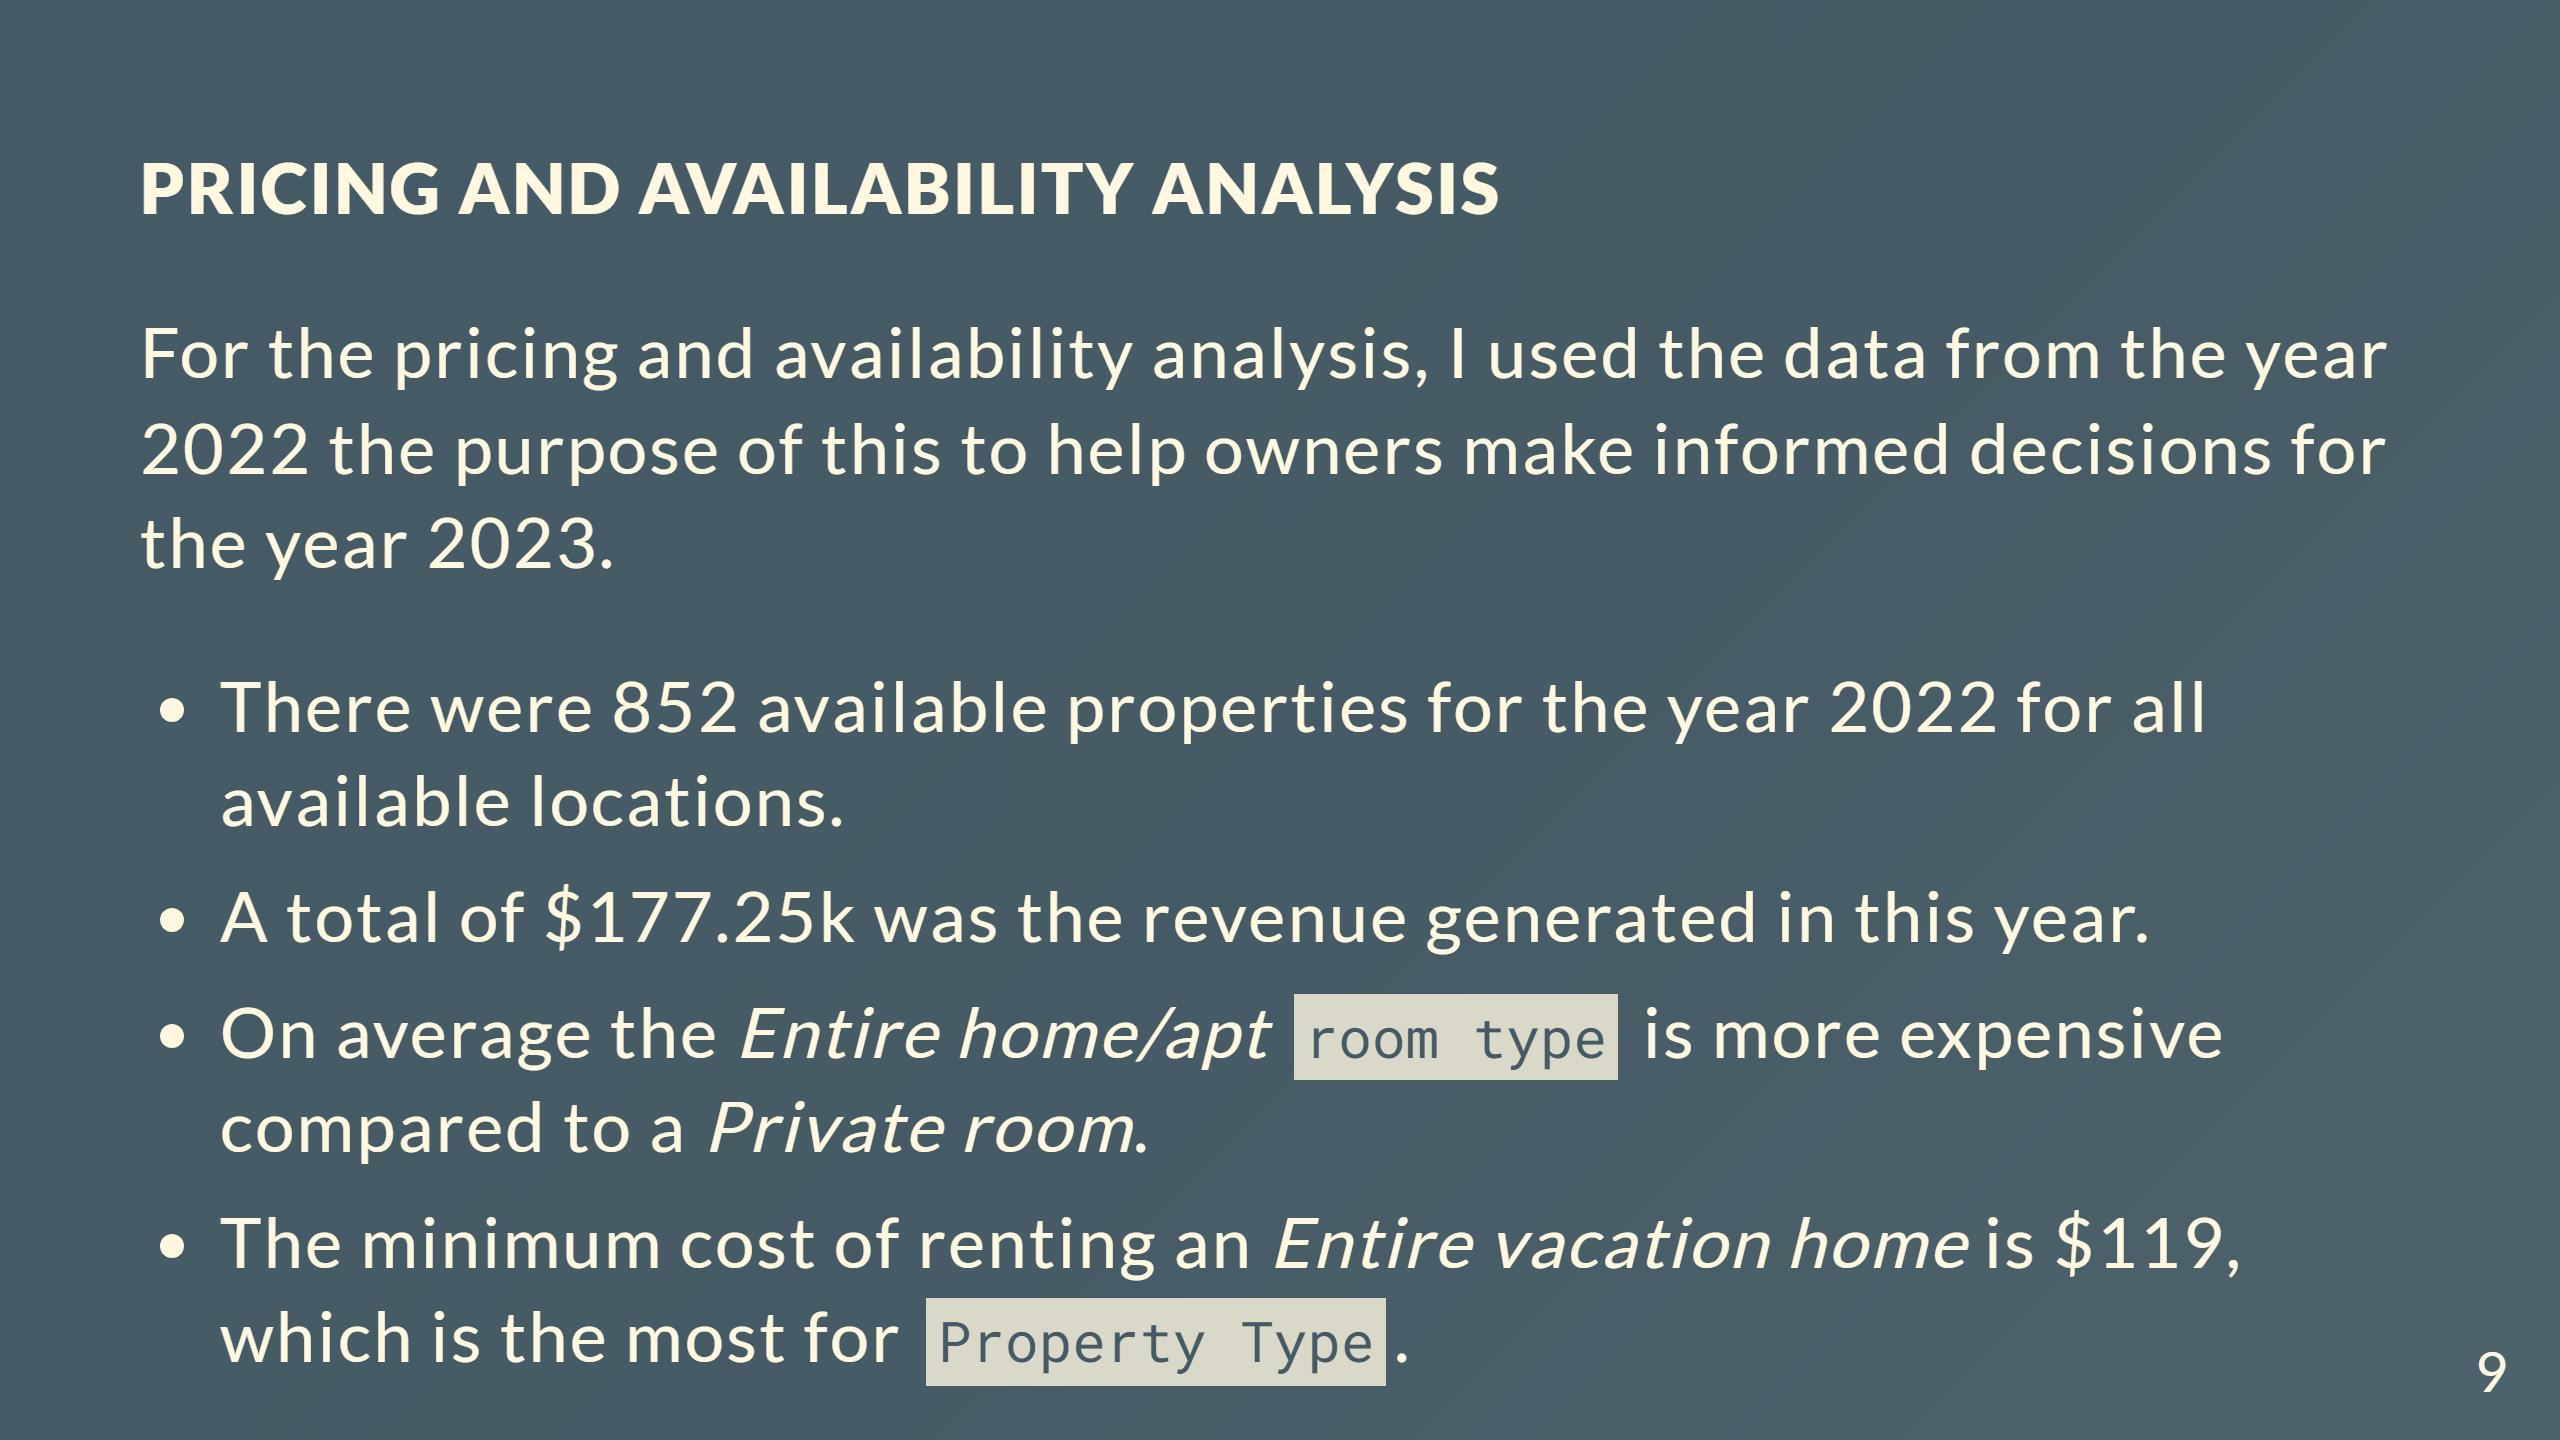 PRICING AND AVAILABILITY ANALYSIS
For the pricing and availability analysis, I used the data from the year
2022 the purpose of this to help owners make informed decisions for
the year 2023.
• There were 852 available properties for the year 2022 for all
available locations.
• A total of $177.25k was the revenue generated in this year.
• On average the Entire home/apt room type is more expensive
compared to a Private room.
• The minimum cost of renting an Entire vacation home is $119,
which is the most for Property Type.
9